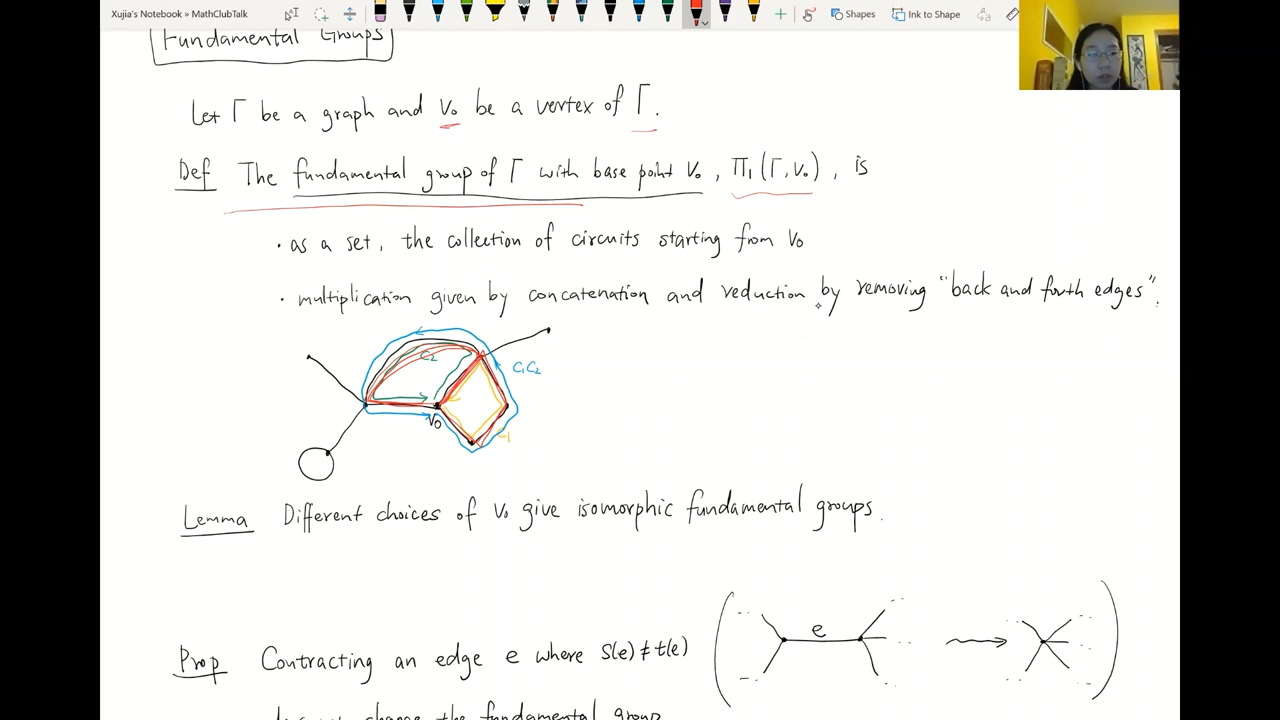 Xujia's Notebook » MathClubTalk
Shapes
Ink to Shape
Fundamental Groups
Let Γ be a graph and v₀ be a vertex of Γ.
Def The fundamental group of Γ with base point v₀, π₁(Γ, v₀), is
· as a set, the collection of circuits starting from v₀
· multiplication given by concatenation and reduction by removing "back and forth edges".
C₂
C₁C₂
v₀
Lemma Different choices of v₀ give isomorphic fundamental groups.
e
Prop Contracting an edge e where s(e) ≠ t(e)
change the fundamental group